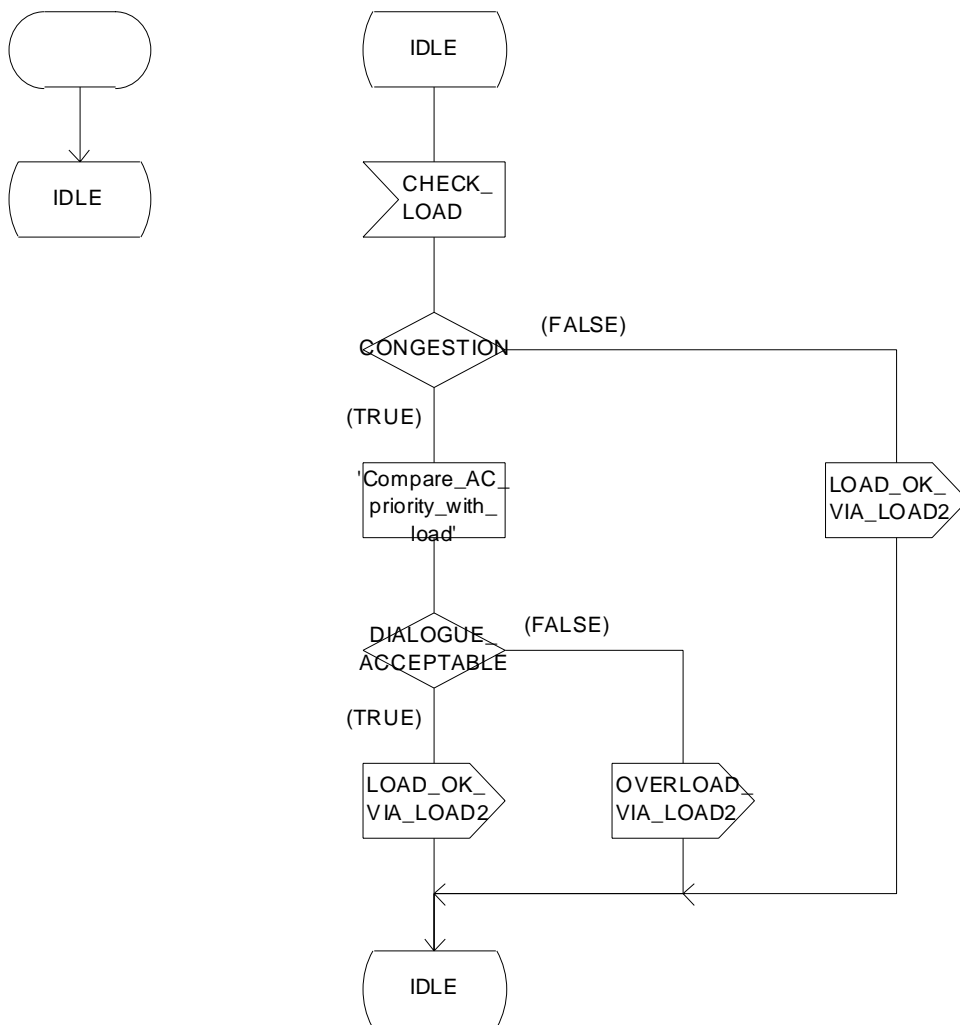 IDLE
IDLE
CHECK_
LOAD
CONGESTION
(FALSE)
(TRUE)
'Compare_AC_
priority_with_
load'
LOAD_OK_
VIA_LOAD2
DIALOGUE_
ACCEPTABLE
(FALSE)
(TRUE)
LOAD_OK_
VIA_LOAD2
OVERLOAD_
VIA_LOAD2
IDLE